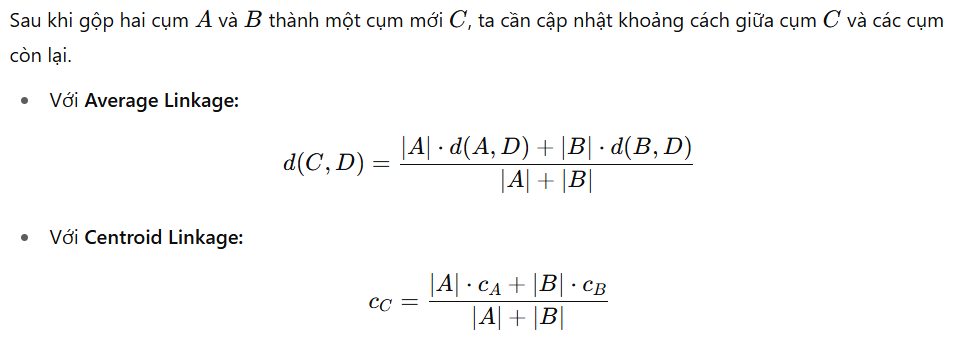 Sau khi gộp hai cụm A và B thành một cụm mới C, ta cần cập nhật khoảng cách giữa cụm C và các cụm
còn lại.
• Với Average Linkage:
d(C, D) = \frac{|A| \cdot d(A, D) + |B| \cdot d(B, D)}{|A| + |B|}
• Với Centroid Linkage:
c_C = \frac{|A| \cdot c_A + |B| \cdot c_B}{|A| + |B|}